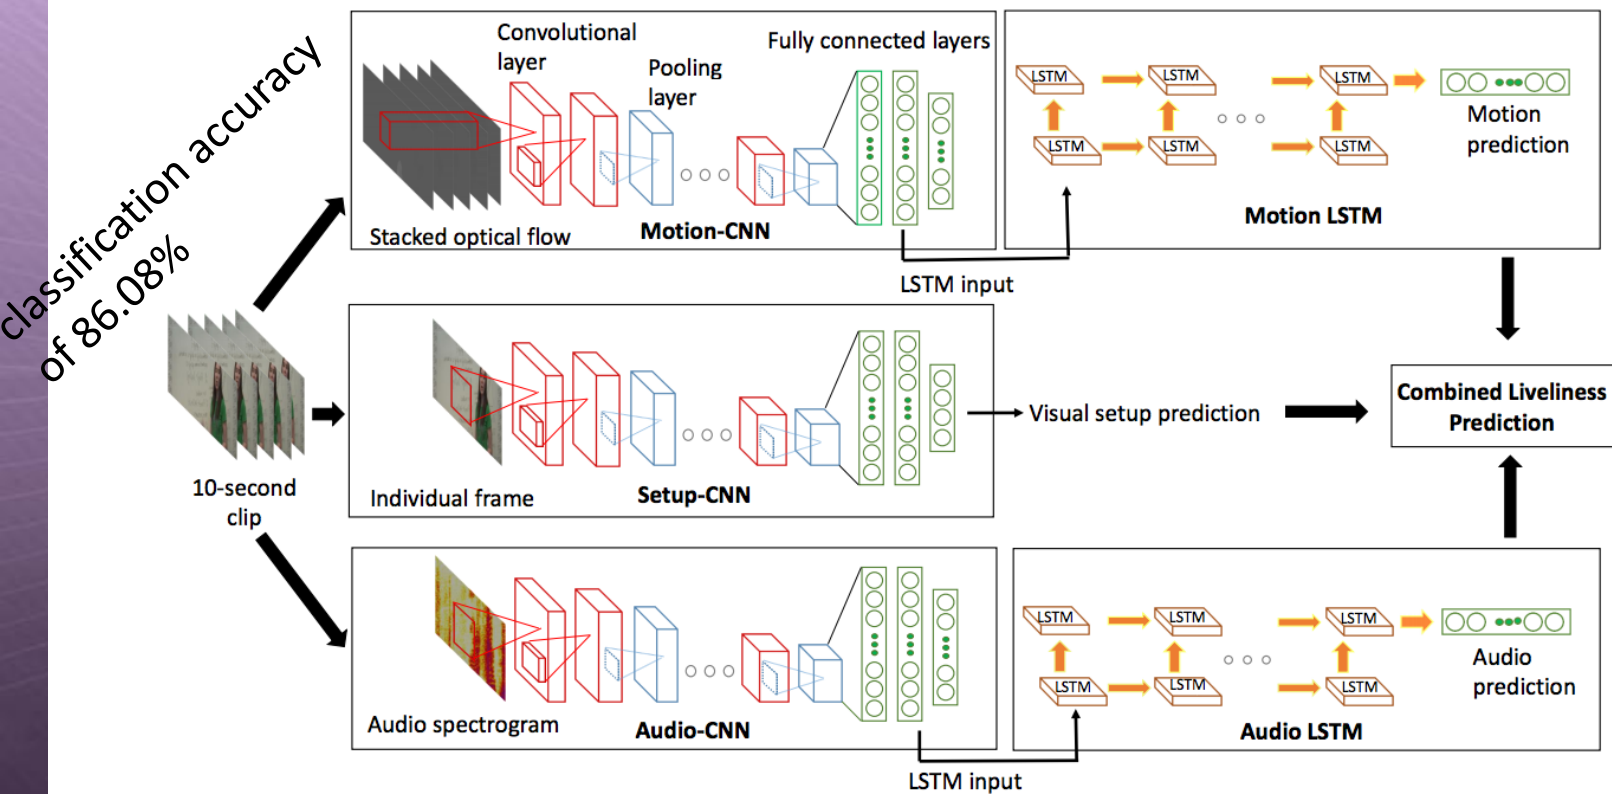 classification accuracy
of 86.08%
Convolutional
layer
Pooling
layer
Fully connected layers
Stacked optical flow
Motion-CNN
LSTM input
LSTM
LSTM
LSTM
LSTM
LSTM
LSTM
Motion
prediction
Motion LSTM
10-second
clip
Individual frame
Setup-CNN
Visual setup prediction
Combined Liveliness
Prediction
Audio spectrogram
Audio-CNN
LSTM input
LSTM
LSTM
LSTM
LSTM
LSTM
LSTM
Audio
prediction
Audio LSTM